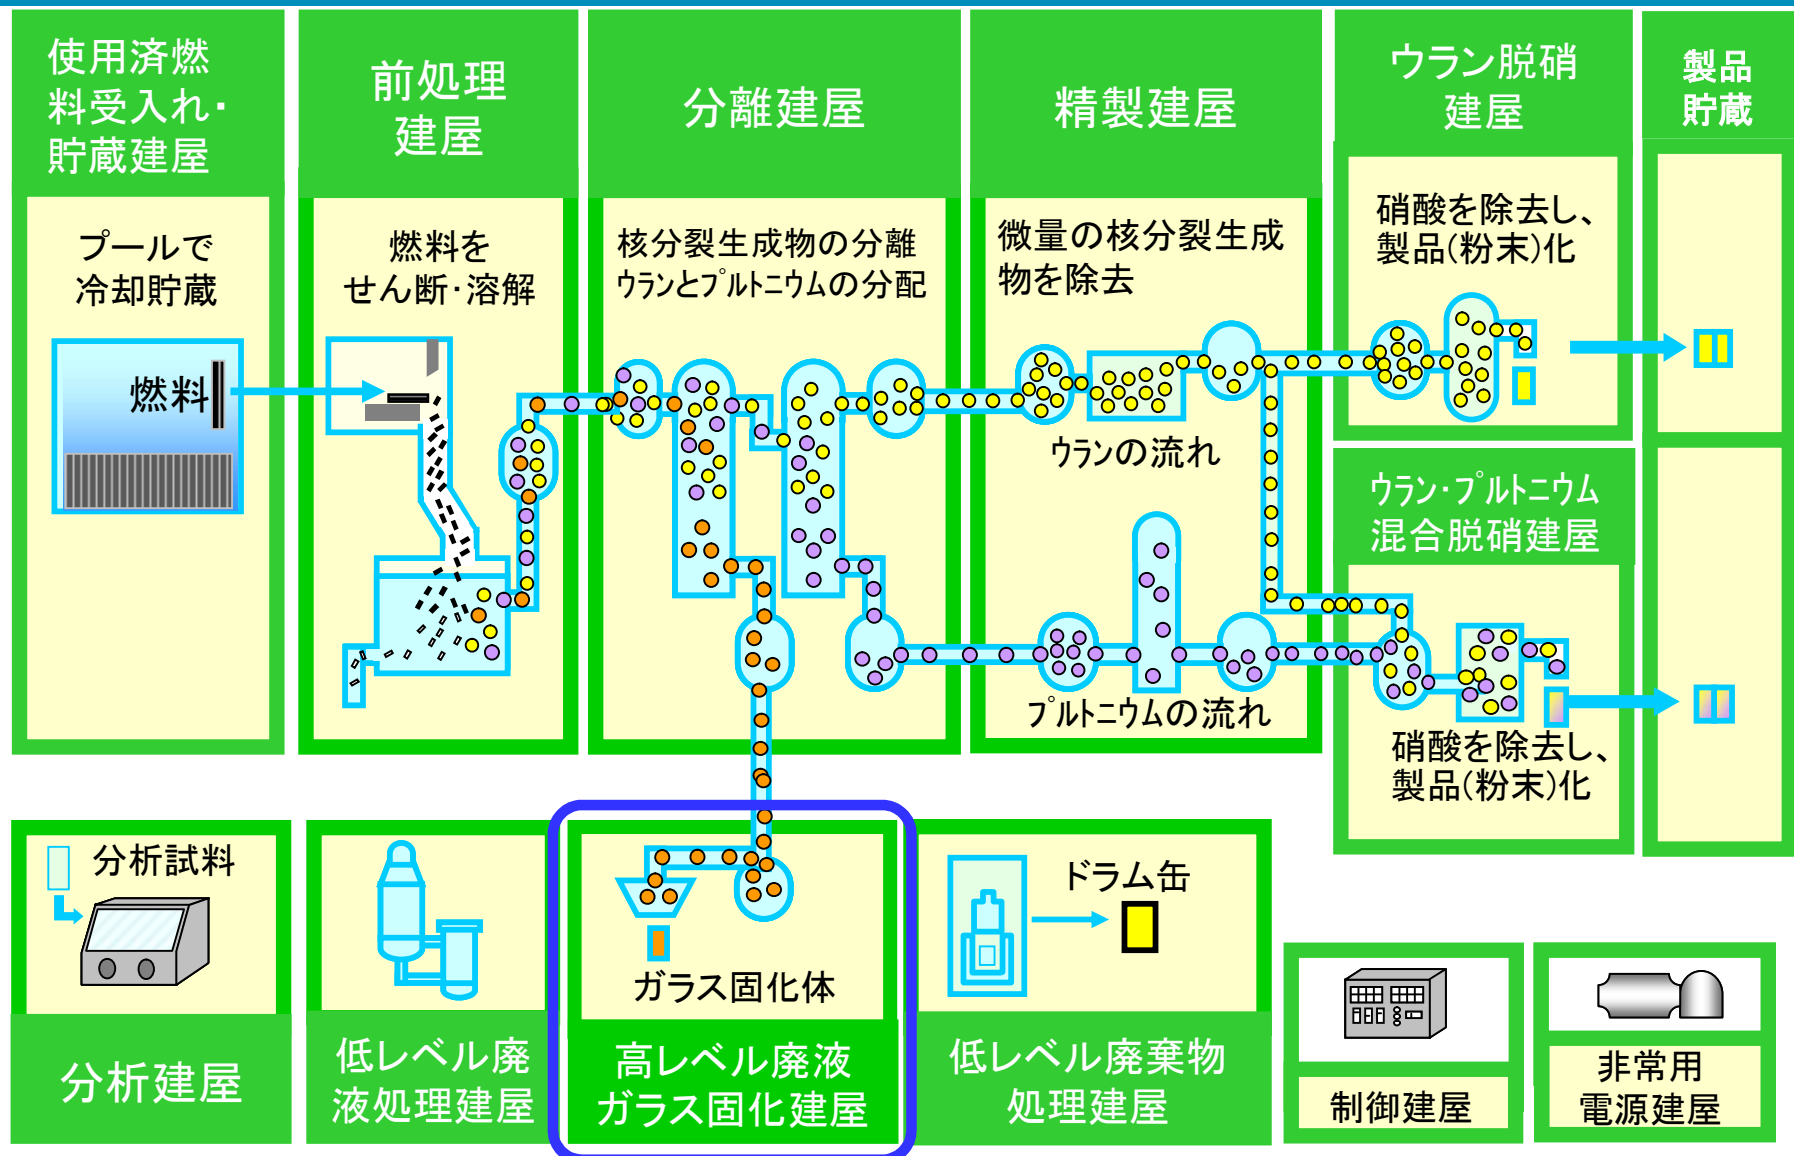 使用済燃
料受入れ・
貯蔵建屋
前処理
建屋
分離建屋
精製建屋
ウラン脱硝
建屋
製品
貯蔵
プールで
冷却貯蔵
燃料
燃料を
せん断・溶解
核分裂生成物の分離
ウランとプルトニウムの分配
微量の核分裂生成
物を除去
ウランの流れ
プルトニウムの流れ
硝酸を除去し、
製品(粉末)化
ウラン・プルトニウム
混合脱硝建屋
硝酸を除去し、
製品(粉末)化
分析試料
分析建屋
低レベル廃
液処理建屋
ガラス固化体
高レベル廃液
ガラス固化建屋
ドラム缶
低レベル廃棄物
処理建屋
制御建屋
非常用
電源建屋